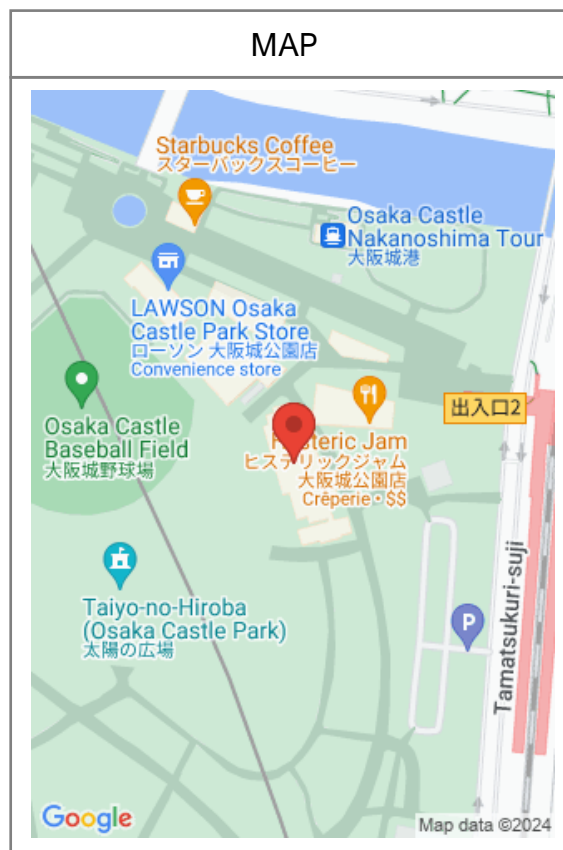 MAP
Starbucks Coffee
スターバックスコーヒー
Osaka Castle
Nakanoshima Tour
大阪城港
LAWSON Osaka
Castle Park Store
ローソン 大阪城公園店
Convenience store
出入口2
Osaka Castle
Baseball Field
大阪城野球場
Jam
ヒステリックジャム
大阪城公園店
Crêperie・$$
Taiyo-no-Hiroba
(Osaka Castle Park)
太陽の広場
P
Tamatsukuri-suji
Google
Map data ©2024